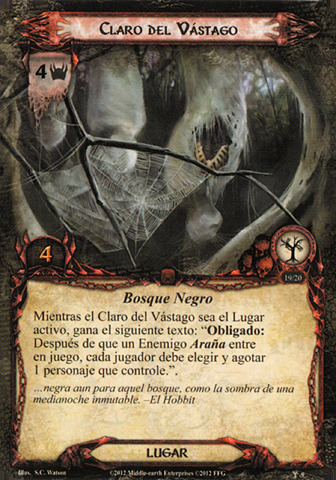 Claro del Vástago
4
4
19/20
Bosque Negro
Mientras el Claro del Vástago sea el Lugar
activo, gana el siguiente texto: “Obligado:
Después de que un Enemigo Araña entre
en juego, cada jugador debe elegir y agotar
1 personaje que controle.”.
...negra aun para aquel bosque, como la sombra de una
medianoche inmutable. –El Hobbit
LUGAR
Illus. S.C. Watson
©2012 Middle-earth Enterprises ©2012 FFG